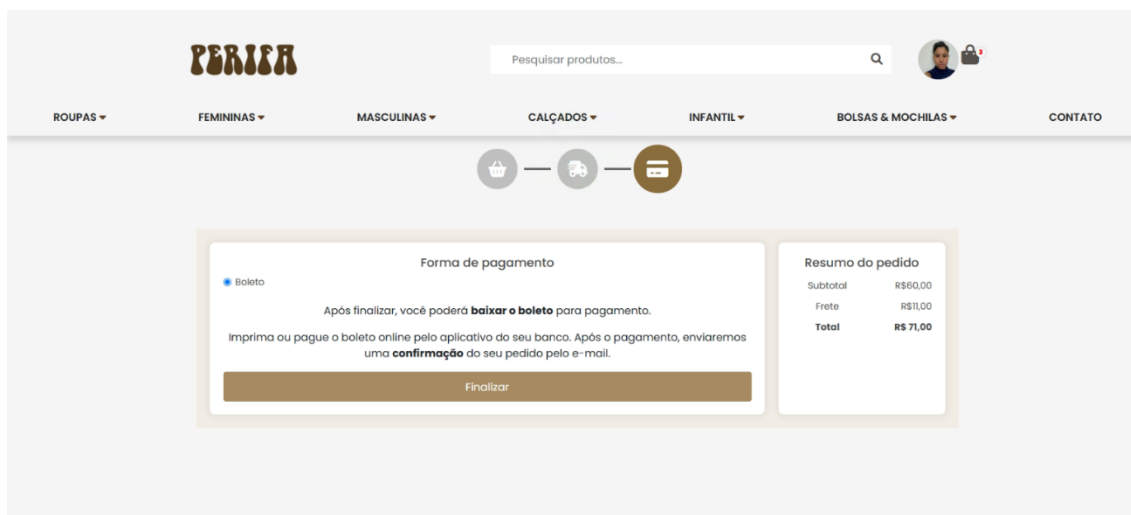 PERIFA
Pesquisar produtos...
ROUPAS FEMININAS MASCULINAS CALÇADOS INFANTIL BOLSAS & MOCHILAS CONTATO
Forma de pagamento
Boleto
Após finalizar, você poderá baixar o boleto para pagamento.
Imprima ou pague o boleto online pelo aplicativo do seu banco. Após o pagamento, enviaremos
uma confirmação do seu pedido pelo e-mail.
Finalizar
Resumo do pedido
Subtotal R$60,00
Frete R$11,00
Total R$ 71,00